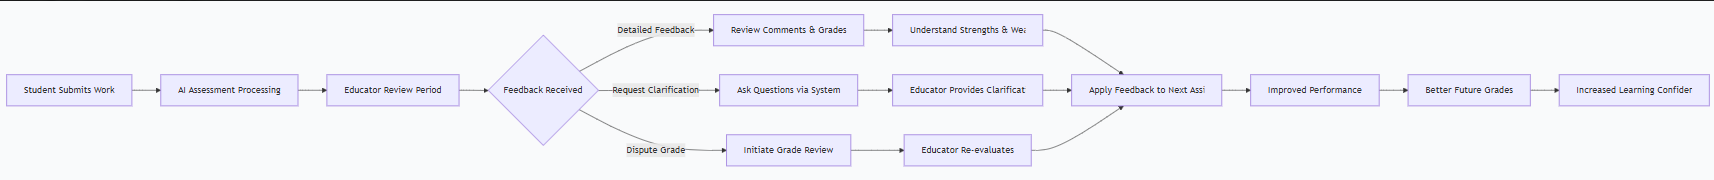 Student Submits Work
AI Assessment Processing
Educator Review Period
Feedback Received
Detailed Feedback
Review Comments & Grades
Understand Strengths & Wea
Request Clarification
Ask Questions via System
Educator Provides Clarificat
Dispute Grade
Initiate Grade Review
Educator Re-evaluates
Apply Feedback to Next Assi
Improved Performance
Better Future Grades
Increased Learning Confider